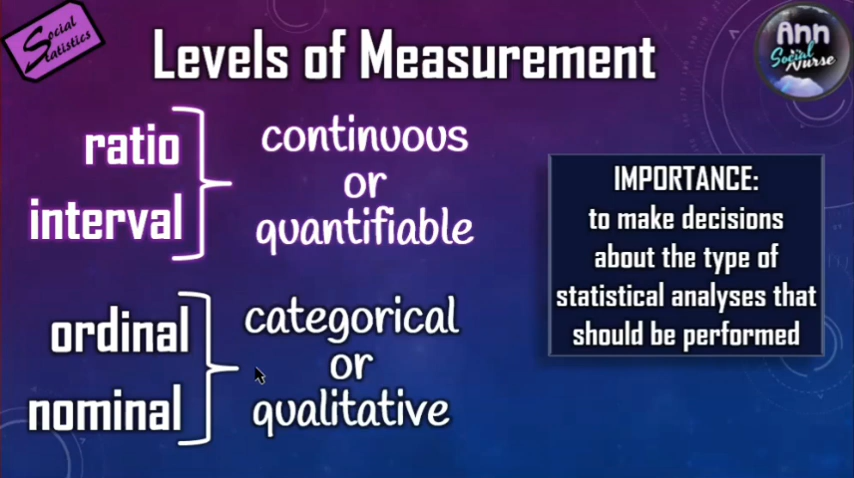 Social
Statistics
Levels of Measurement
Ann
Social
Nurse
ratio
interval
continuous
or
quantifiable
ordinal
nominal
categorical
or
qualitative
IMPORTANCE:
to make decisions
about the type of
statistical analyses that
should be performed